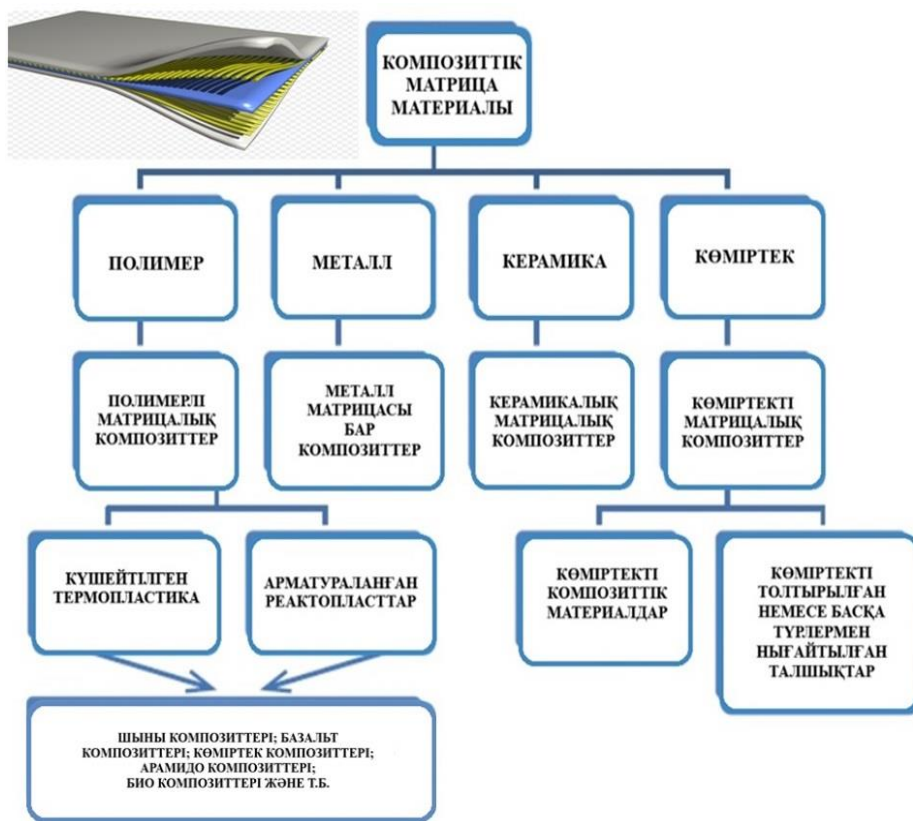 КОМПОЗИТТІК
МАТРИЦА
МАТЕРИАЛЫ
ПОЛИМЕР
МЕТАЛЛ
КЕРАМИКА
КӨМІРТЕК
ПОЛИМЕРЛІ
МАТРИЦАЛЫҚ
КОМПОЗИТТЕР
МЕТАЛЛ
МАТРИЦАСЫ
БАР
КОМПОЗИТТЕР
КЕРАМИКАЛЫҚ
МАТРИЦАЛЫҚ
КОМПОЗИТТЕР
КӨМІРТЕКТІ
МАТРИЦАЛЫҚ
КОМПОЗИТТЕР
КҮШЕЙТІЛГЕН
ТЕРМОПЛАСТИКА
АРМАТУРАЛАНҒАН
РЕАКТОПЛАСТТАР
КӨМІРТЕКТІ
КОМПОЗИТТІК
МАТЕРИАЛДАР
КӨМІРТЕКТІ
ТОЛТЫРЫЛҒАН
НЕМЕСЕ БАСҚА
ТҮРЛЕРМЕН
НЫҒАЙТЫЛҒАН
ТАЛШЫҚТАР
ШЫНЫ КОМПОЗИТТЕРІ; БАЗАЛЬТ
КОМПОЗИТТЕРІ; КӨМІРТЕК КОМПОЗИТТЕРІ;
АРАМИДО КОМПОЗИТТЕРІ;
БИО КОМПОЗИТТЕРІ ЖӘНЕ Т.Б.